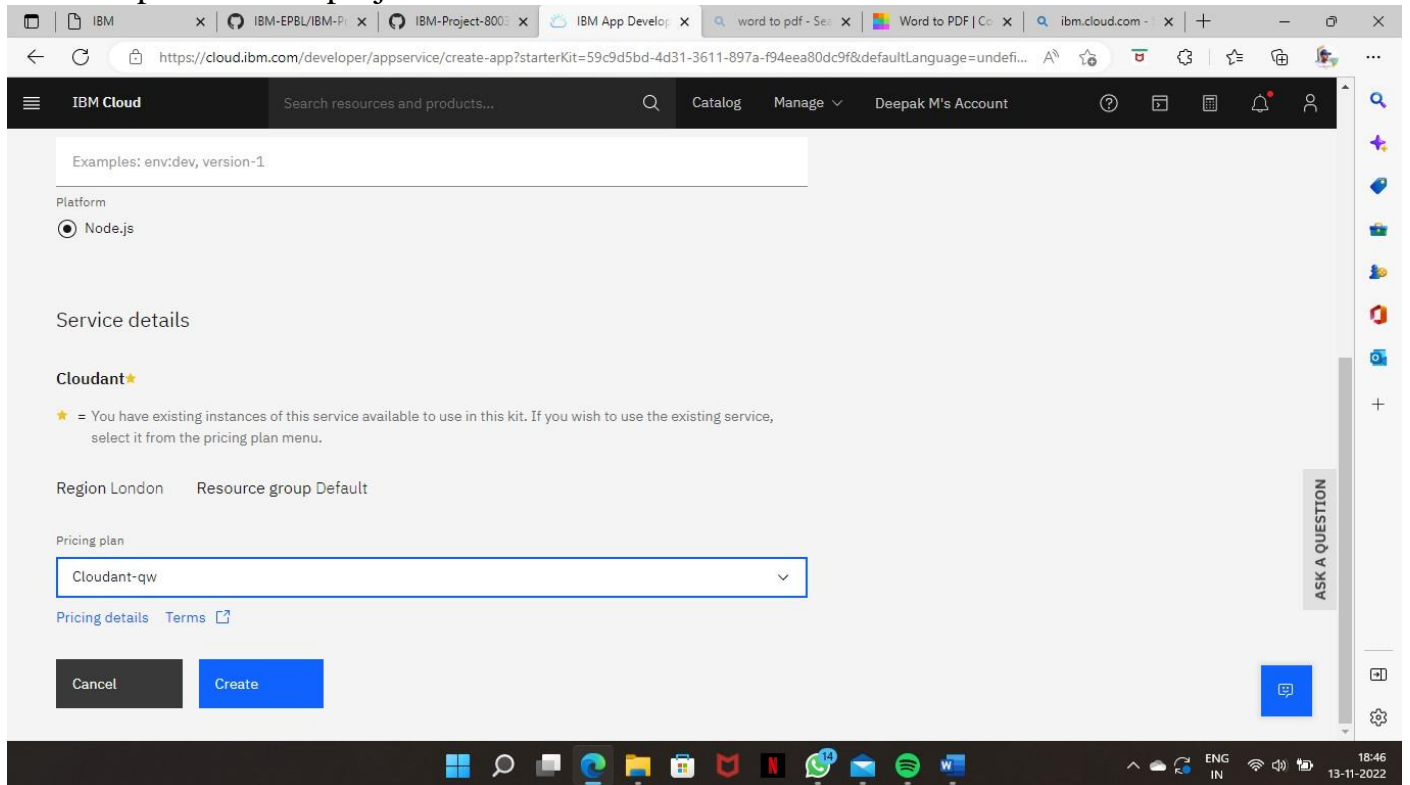 IBM
IBM-EPBL/IBM-Pr
IBM-Project-8003
IBM App Develop
word to pdf - Sea
Word to PDF | Co
ibm.cloud.com -
https://cloud.ibm.com/developer/appservice/create-app?starterKit=59c9d5bd-4d31-3611-897a-f94eea80dc9f&defaultLanguage=undefi...
IBM Cloud
Search resources and products...
Catalog
Manage
Deepak M's Account
Examples: env:dev, version-1
Platform
Node.js
Service details
Cloudant★
★ = You have existing instances of this service available to use in this kit. If you wish to use the existing service,
select it from the pricing plan menu.
Region London Resource group Default
Pricing plan
Cloudant-qw
Pricing details Terms
Cancel
Create
ASK A QUESTION
14
ENG
IN
18:46
13-11-2022